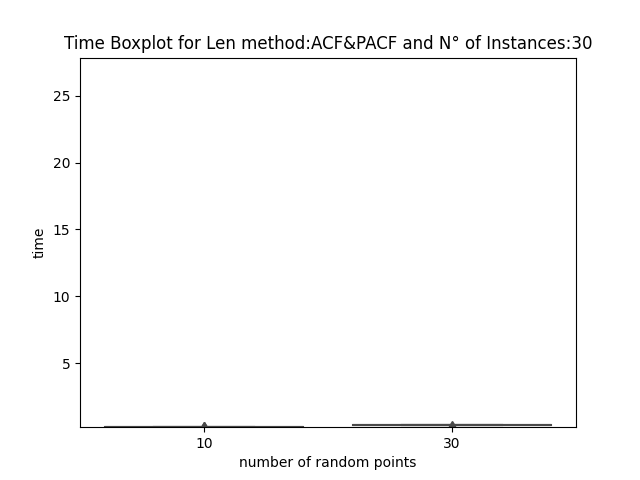 Time Boxplot for Len method:ACF&PACF and N° of Instances:30
25
20
15
10
5
time
10 30
number of random points